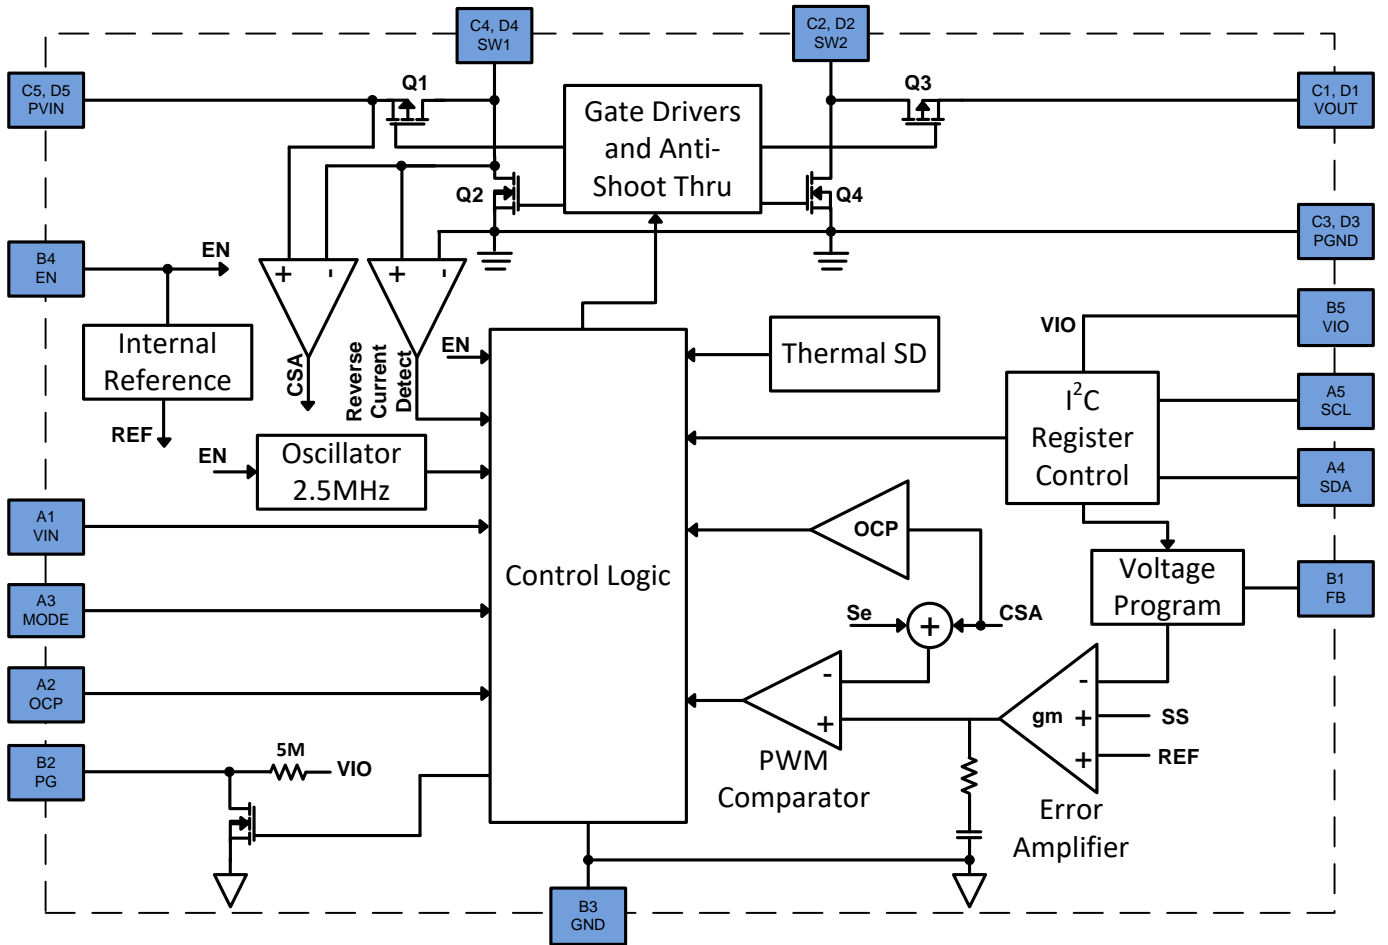 C4, D4
SW1
C2, D2
SW2
C5, D5
PVIN
Q1
Gate Drivers
and Anti-
Shoot Thru
Q3
C1, D1
VOUT
Q2
Q4
C3, D3
PGND
B4
EN
EN
+
-
+
-
B5
VIO
VIO
Internal
Reference
REF
CSA
Reverse
Current
Detect
EN
Thermal SD
I²C
Register
Control
A5
SCL
A4
SDA
EN
Oscillator
2.5MHz
A1
VIN
Control Logic
OCP
Voltage
Program
B1
FB
A3
MODE
Se
+
CSA
A2
OCP
-
+
PWM
Comparator
gm
-
+
+
SS
REF
Error
Amplifier
B2
PG
5M
VIO
B3
GND